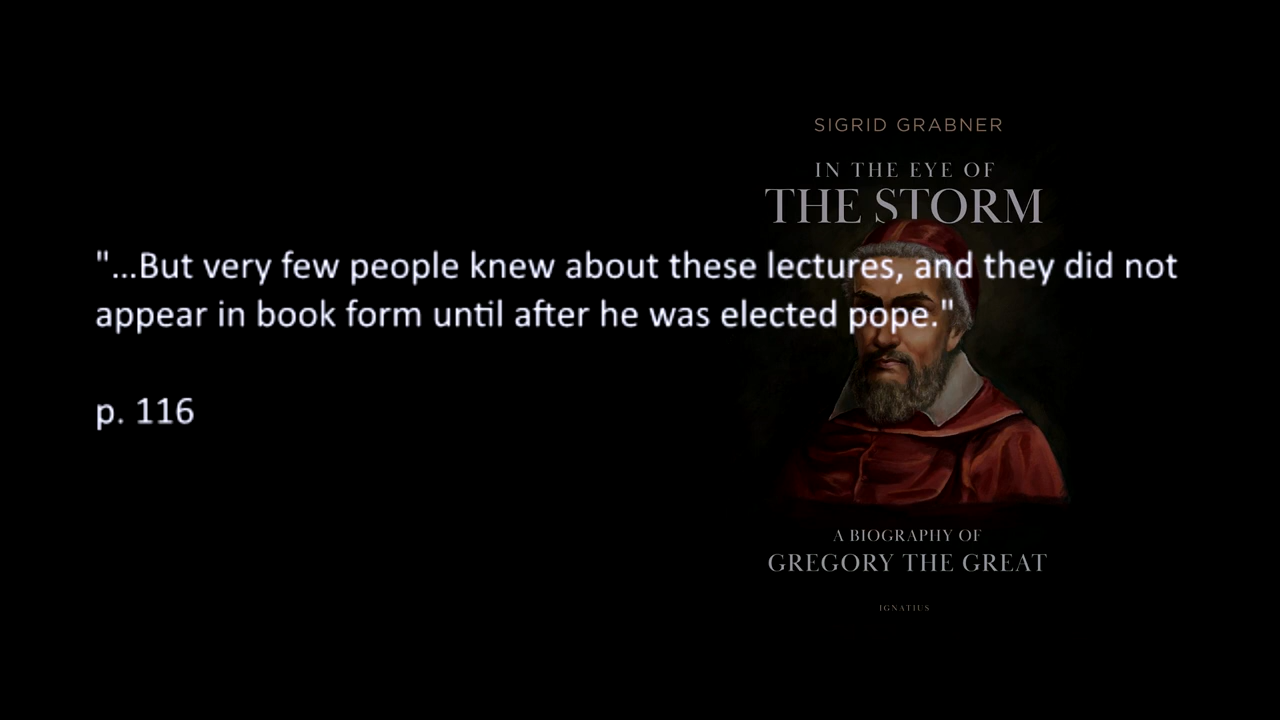 SIGRID GRABNER
IN THE EYE OF
THE STORM
"...But very few people knew about these lectures, and they did not
appear in book form until after he was elected pope."
p. 116
A BIOGRAPHY OF
GREGORY THE GREAT
IGNATIUS